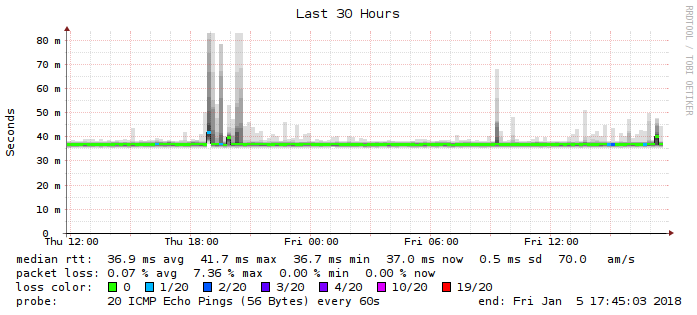 Last 30 Hours
RRDTOOL / TOBI OETIKER
Seconds
80 m
70 m
60 m
50 m
40 m
30 m
20 m
10 m
0
Thu 12:00 Thu 18:00 Fri 00:00 Fri 06:00 Fri 12:00
median rtt: 36.9 ms avg 41.7 ms max 36.7 ms min 37.0 ms now 0.5 ms sd 70.0 am/s
packet loss: 0.07 % avg 7.36 % max 0.00 % min 0.00 % now
loss color: 0 1/20 2/20 3/20 4/20 10/20 19/20
probe: 20 ICMP Echo Pings (56 Bytes) every 60s end: Fri Jan 5 17:45:03 2018